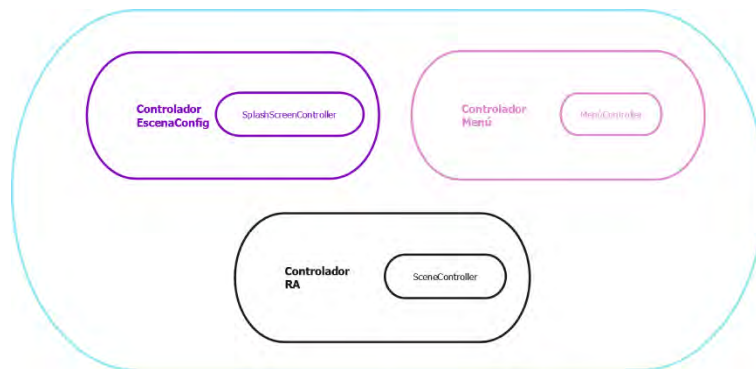 Controlador
EscenaConfig
SplashScreenController
Controlador
Menú
MenúController
Controlador
RA
SceneController